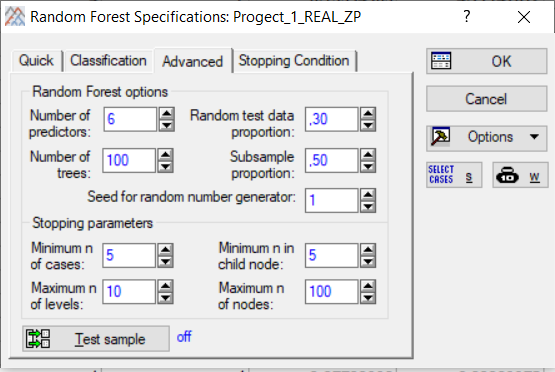 Random Forest Specifications: Progect_1_REAL_ZP
? ×
Quick Classification Advanced Stopping Condition
OK
Cancel
Options
SELECT CASES S
W
Random Forest options
Number of predictors: 6
Random test data proportion: ,30
Number of trees: 100
Subsample proportion: ,50
Seed for random number generator: 1
Stopping parameters
Minimum n of cases: 5
Minimum n in child node: 5
Maximum n of levels: 10
Maximum n of nodes: 100
Test sample off